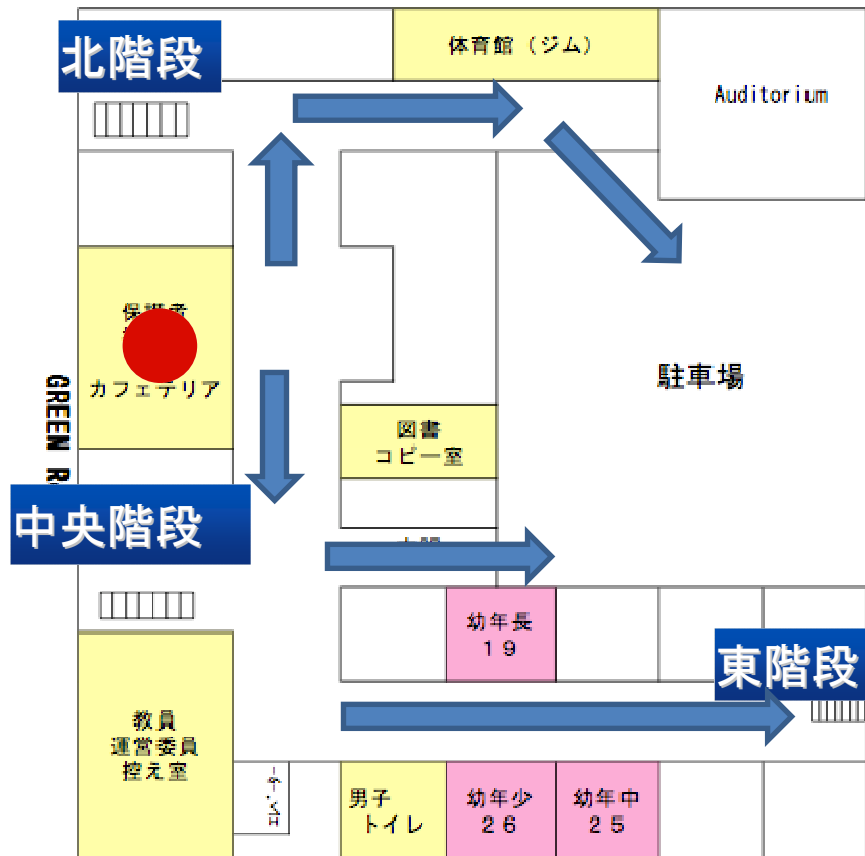 北階段
体育館（ジム）
Auditorium
保護者
カフェテリア
駐車場
GREEN
図書
コピー室
中央階段
幼年長
１９
東階段
教員
運営委員
控え室
男子
トイレ
幼年少
２６
幼年中
２５